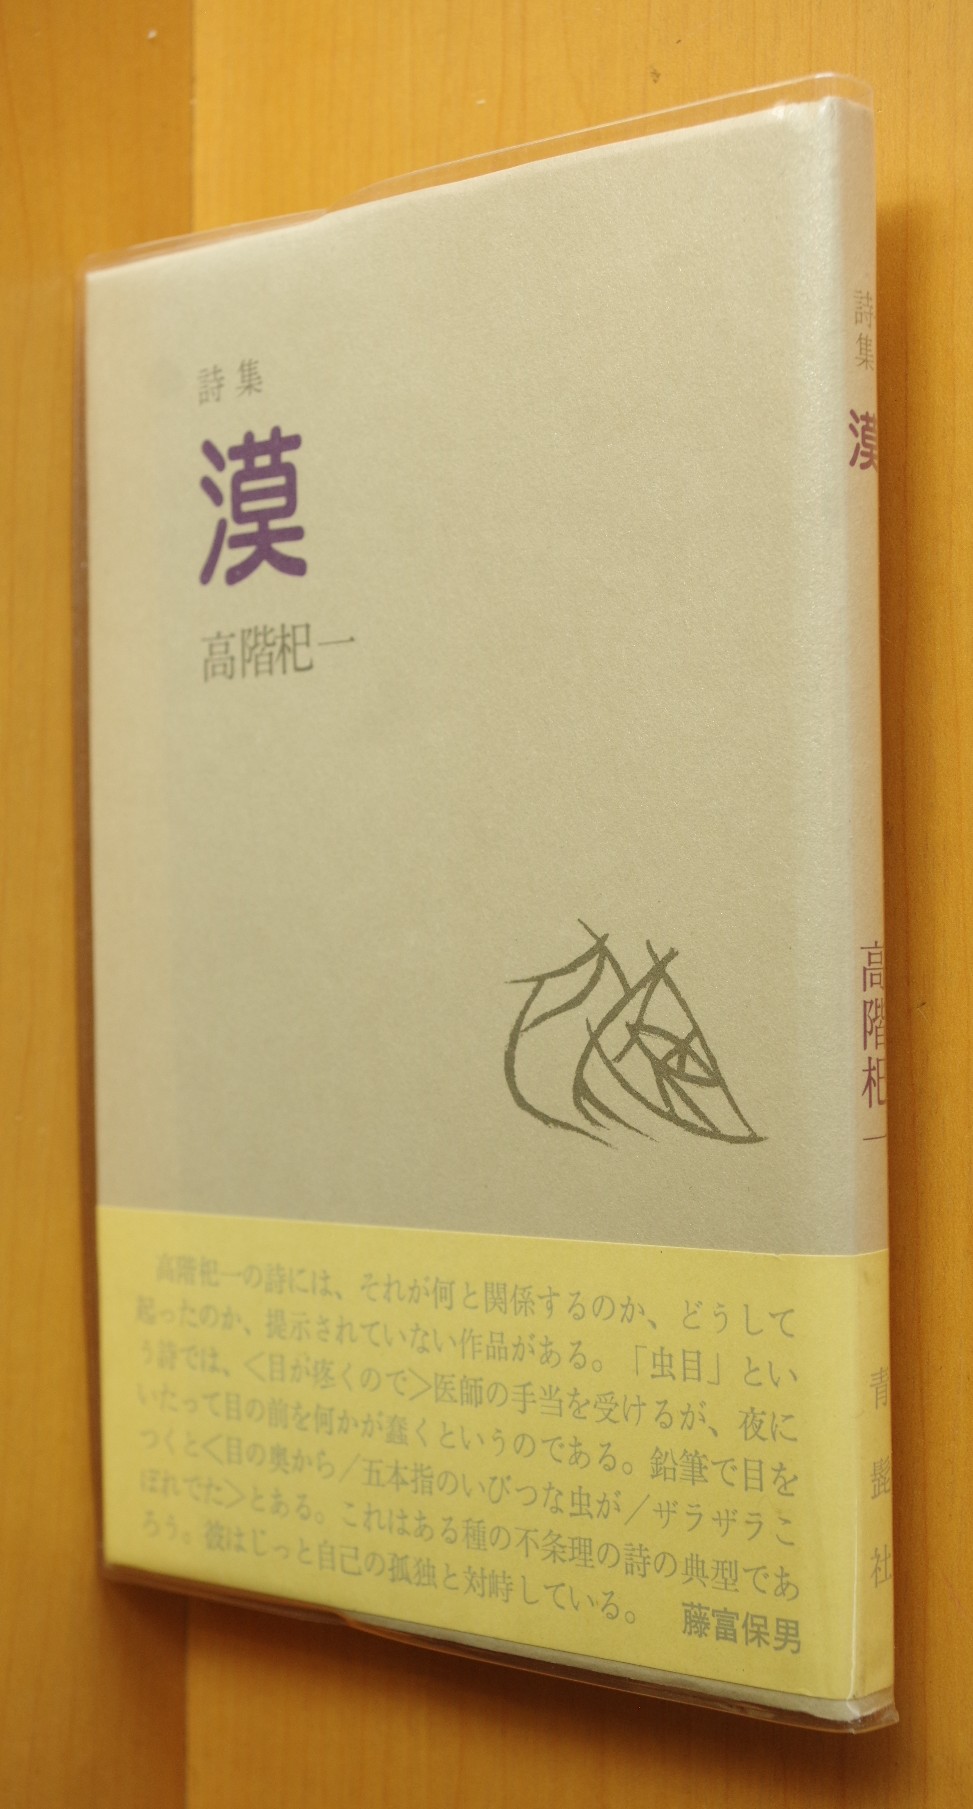 詩集
漠
高階杞一
高階杞一の詩には、それが何と関係するのか、どうして
起ったのか、提示されていない作品がある。「虫目」とい
う詩では、＜目が疼くので＞医師の手当を受けるが、夜に
いたって目の前を何かが蠢くというのである。鉛筆で目を
つくと＜目の奥から／五本指のいびつな虫が／ザラザラこ
ぼれでた＞とある。これはある種の不条理の詩の典型であ
ろう。彼はじっと自己の孤独と対峙している。
藤富保男
詩集
漠
高階杞一
青髭社